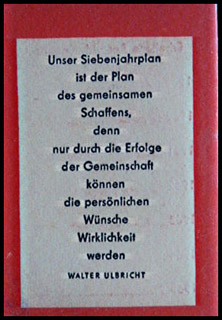 Unser Siebenjahrplan
ist der Plan
des gemeinsamen
Schaffens,
denn
nur durch die Erfolge
der Gemeinschaft
können
die persönlichen
Wünsche
Wirklichkeit
werden
WALTER ULBRICHT